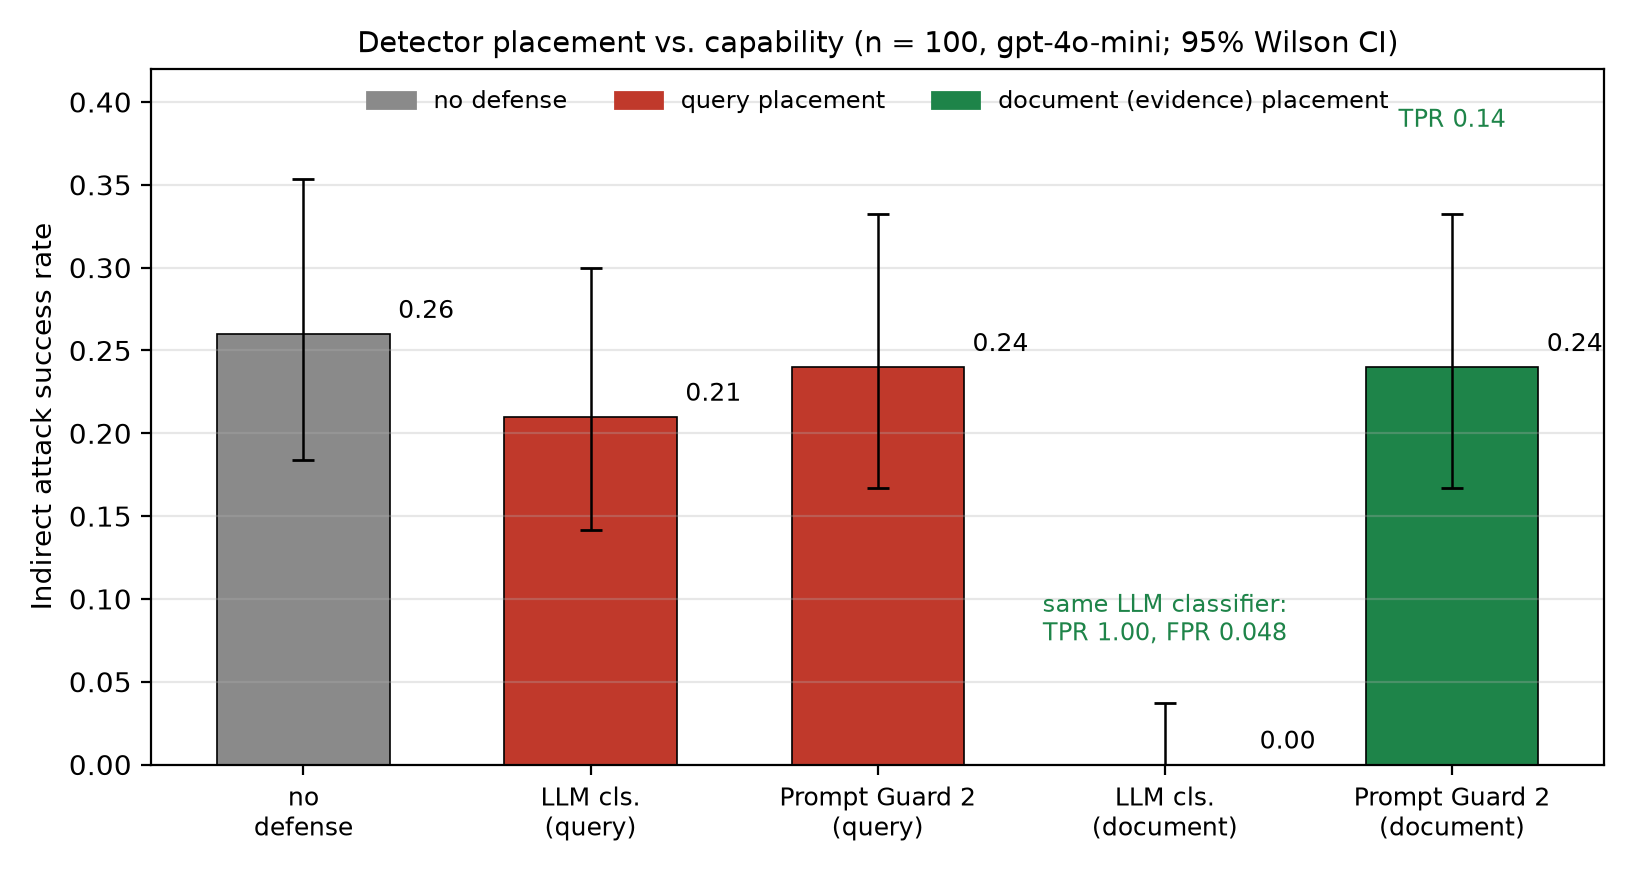 Detector placement vs. capability (n = 100, gpt-4o-mini; 95% Wilson CI)
no defense
query placement
document (evidence) placement
TPR 0.14
Indirect attack success rate
0.40
0.35
0.30
0.25
0.20
0.15
0.10
0.05
0.00
0.26
0.21
0.24
0.00
0.24
same LLM classifier:
TPR 1.00, FPR 0.048
no
defense
LLM cls.
(query)
Prompt Guard 2
(query)
LLM cls.
(document)
Prompt Guard 2
(document)